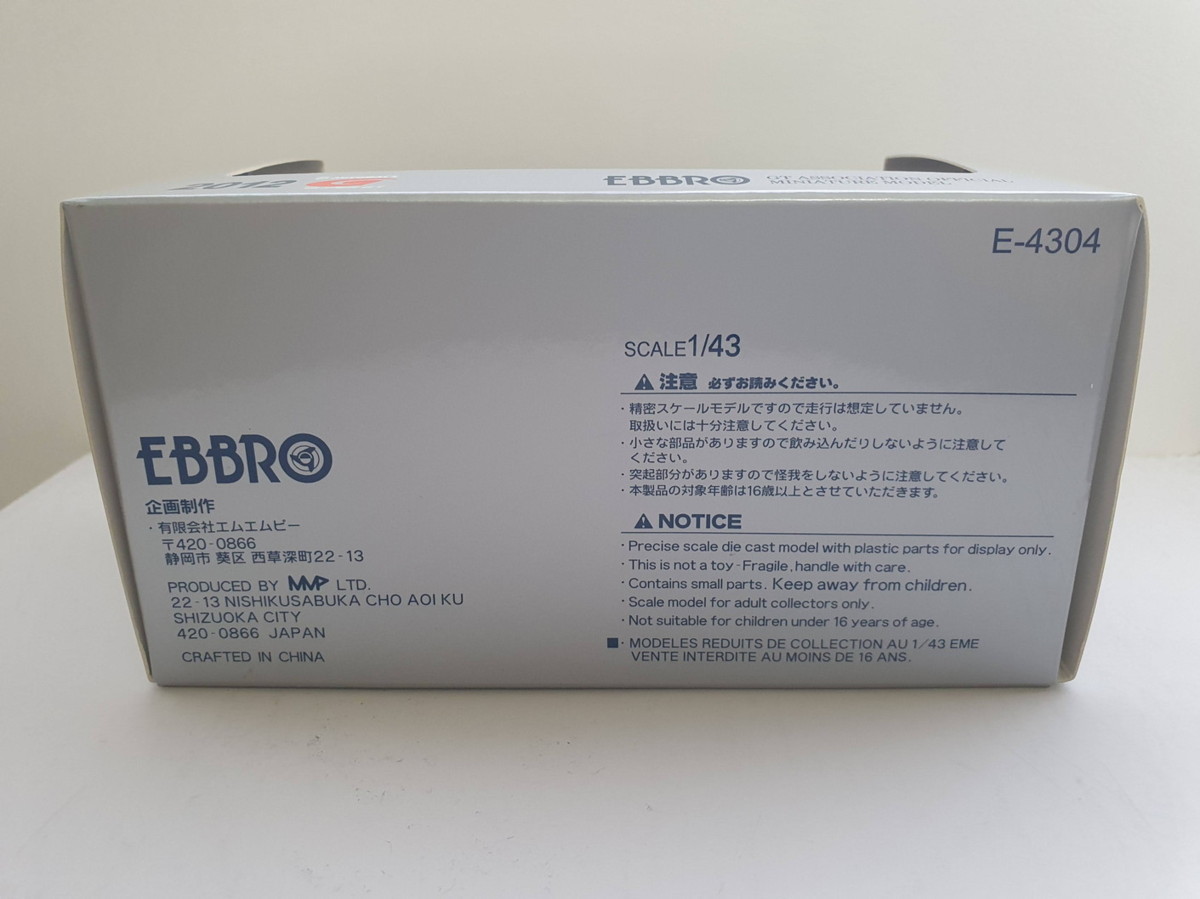 2012
EBBRO GT ASSOCIATION OFFICIAL
MINIATURE MODEL
E-4304
SCALE1/43
注意 必ずお読みください。
・精密スケールモデルですので走行は想定していません。
取扱いには十分注意してください。
・小さな部品がありますので飲み込んだりしないように注意して
ください。
・突起部分がありますので怪我をしないように注意してください。
・本製品の対象年齢は16歳以上とさせていただきます。
NOTICE
・Precise scale die cast model with plastic parts for display only.
・This is not a toy-Fragile, handle with care.
・Contains small parts. Keep away from children.
・Scale model for adult collectors only.
・Not suitable for children under 16 years of age.
■・MODELES REDUITS DE COLLECTION AU 1/43 EME
VENTE INTERDITE AU MOINS DE 16 ANS.
EBBRO
企画制作
・有限会社エムエムピー
〒420-0866
静岡市 葵区 西草深町22-13
PRODUCED BY MMP LTD.
22-13 NISHIKUSABUKA CHO AOI KU
SHIZUOKA CITY
420-0866 JAPAN
CRAFTED IN CHINA